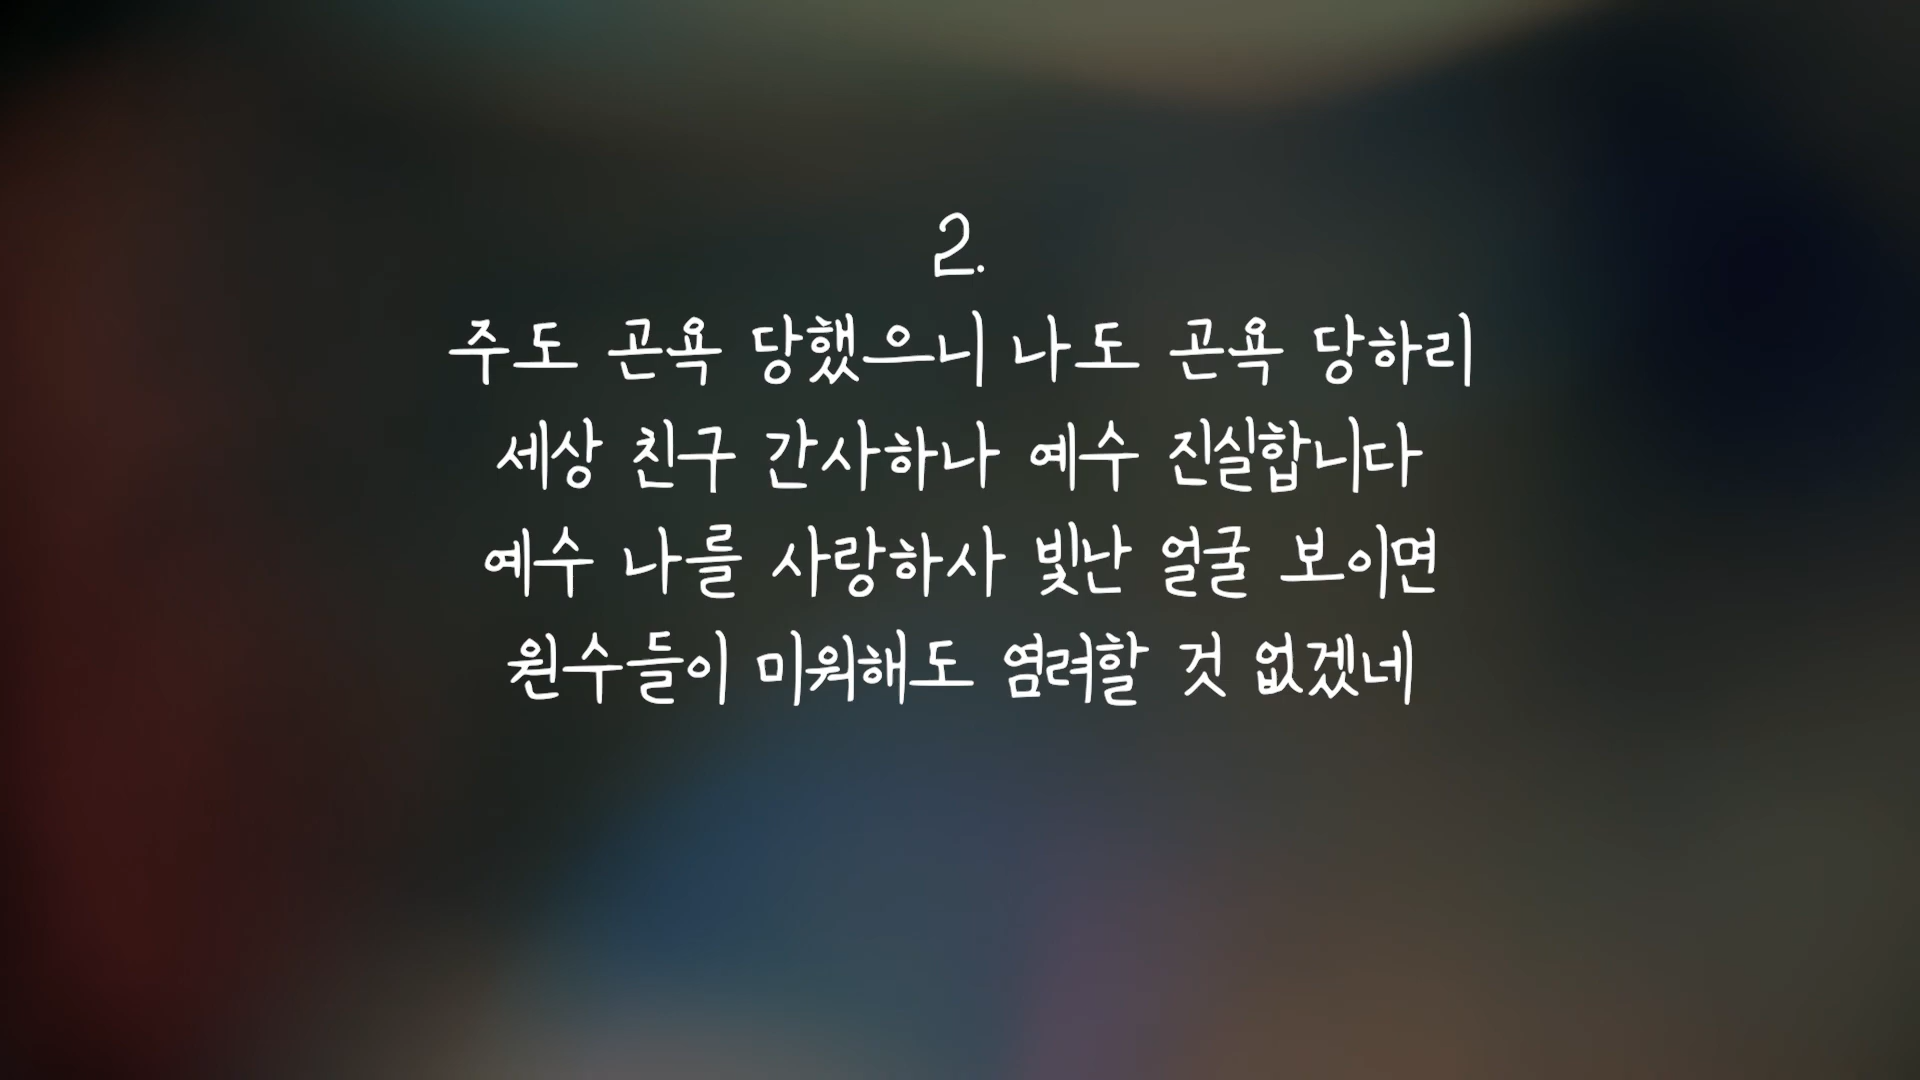 2.
주도 곤욕 당했으니 나도 곤욕 당하리
세상 친구 간사하나 예수 진실합니다
예수 나를 사랑하사 빛난 얼굴 보이면
원수들이 미워해도 염려할 것 없겠네